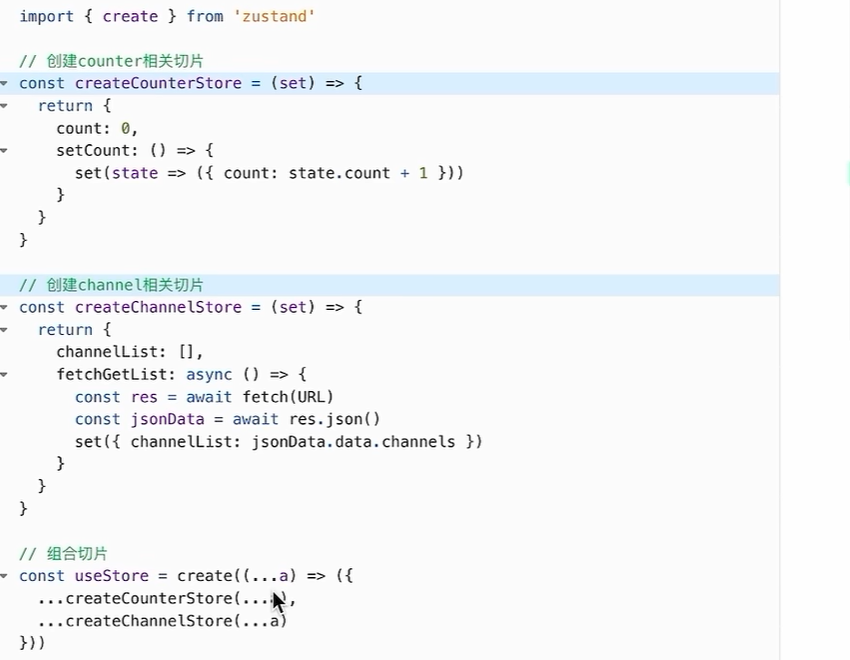 import { create } from 'zustand'
// 创建counter相关切片
const createCounterStore = (set) => {
return {
count: 0,
setCount: () => {
set(state => ({ count: state.count + 1 }))
}
}
}
// 创建channel相关切片
const createChannelStore = (set) => {
return {
channelList: [],
fetchGetList: async () => {
const res = await fetch(URL)
const jsonData = await res.json()
set({ channelList: jsonData.data.channels })
}
}
}
// 组合切片
const useStore = create((...a) => ({
...createCounterStore(...a),
...createChannelStore(...a)
}))